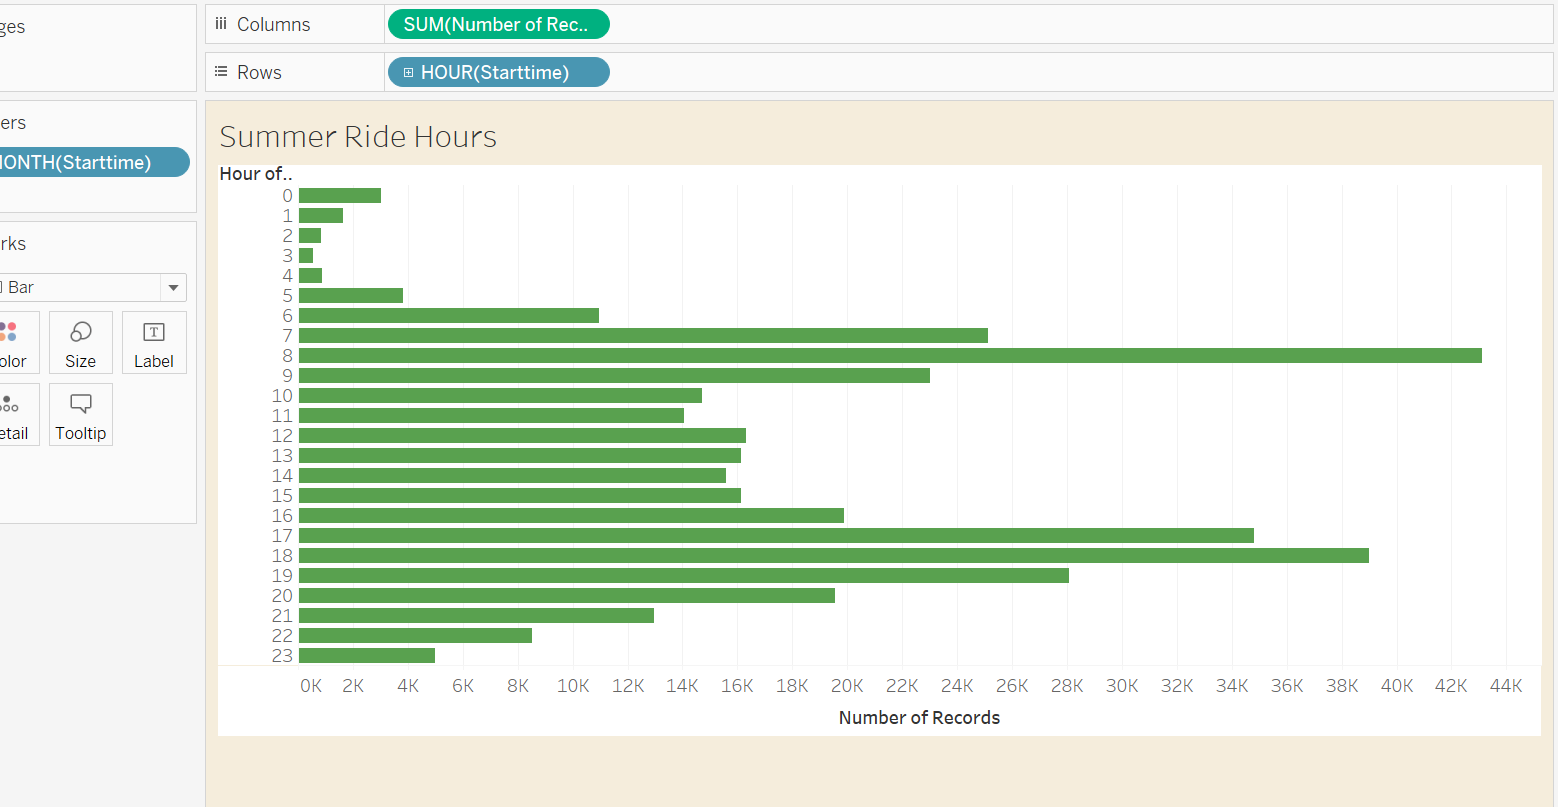 ges
iii Columns SUM(Number of Rec..
Rows HOUR(Starttime)
ers
MONTH(Starttime)
rks
Bar
olor Size Label
etail Tooltip
Summer Ride Hours
Hour of..
0
1
2
3
4
5
6
7
8
9
10
11
12
13
14
15
16
17
18
19
20
21
22
23
0K 2K 4K 6K 8K 10K 12K 14K 16K 18K 20K 22K 24K 26K 28K 30K 32K 34K 36K 38K 40K 42K 44K
Number of Records